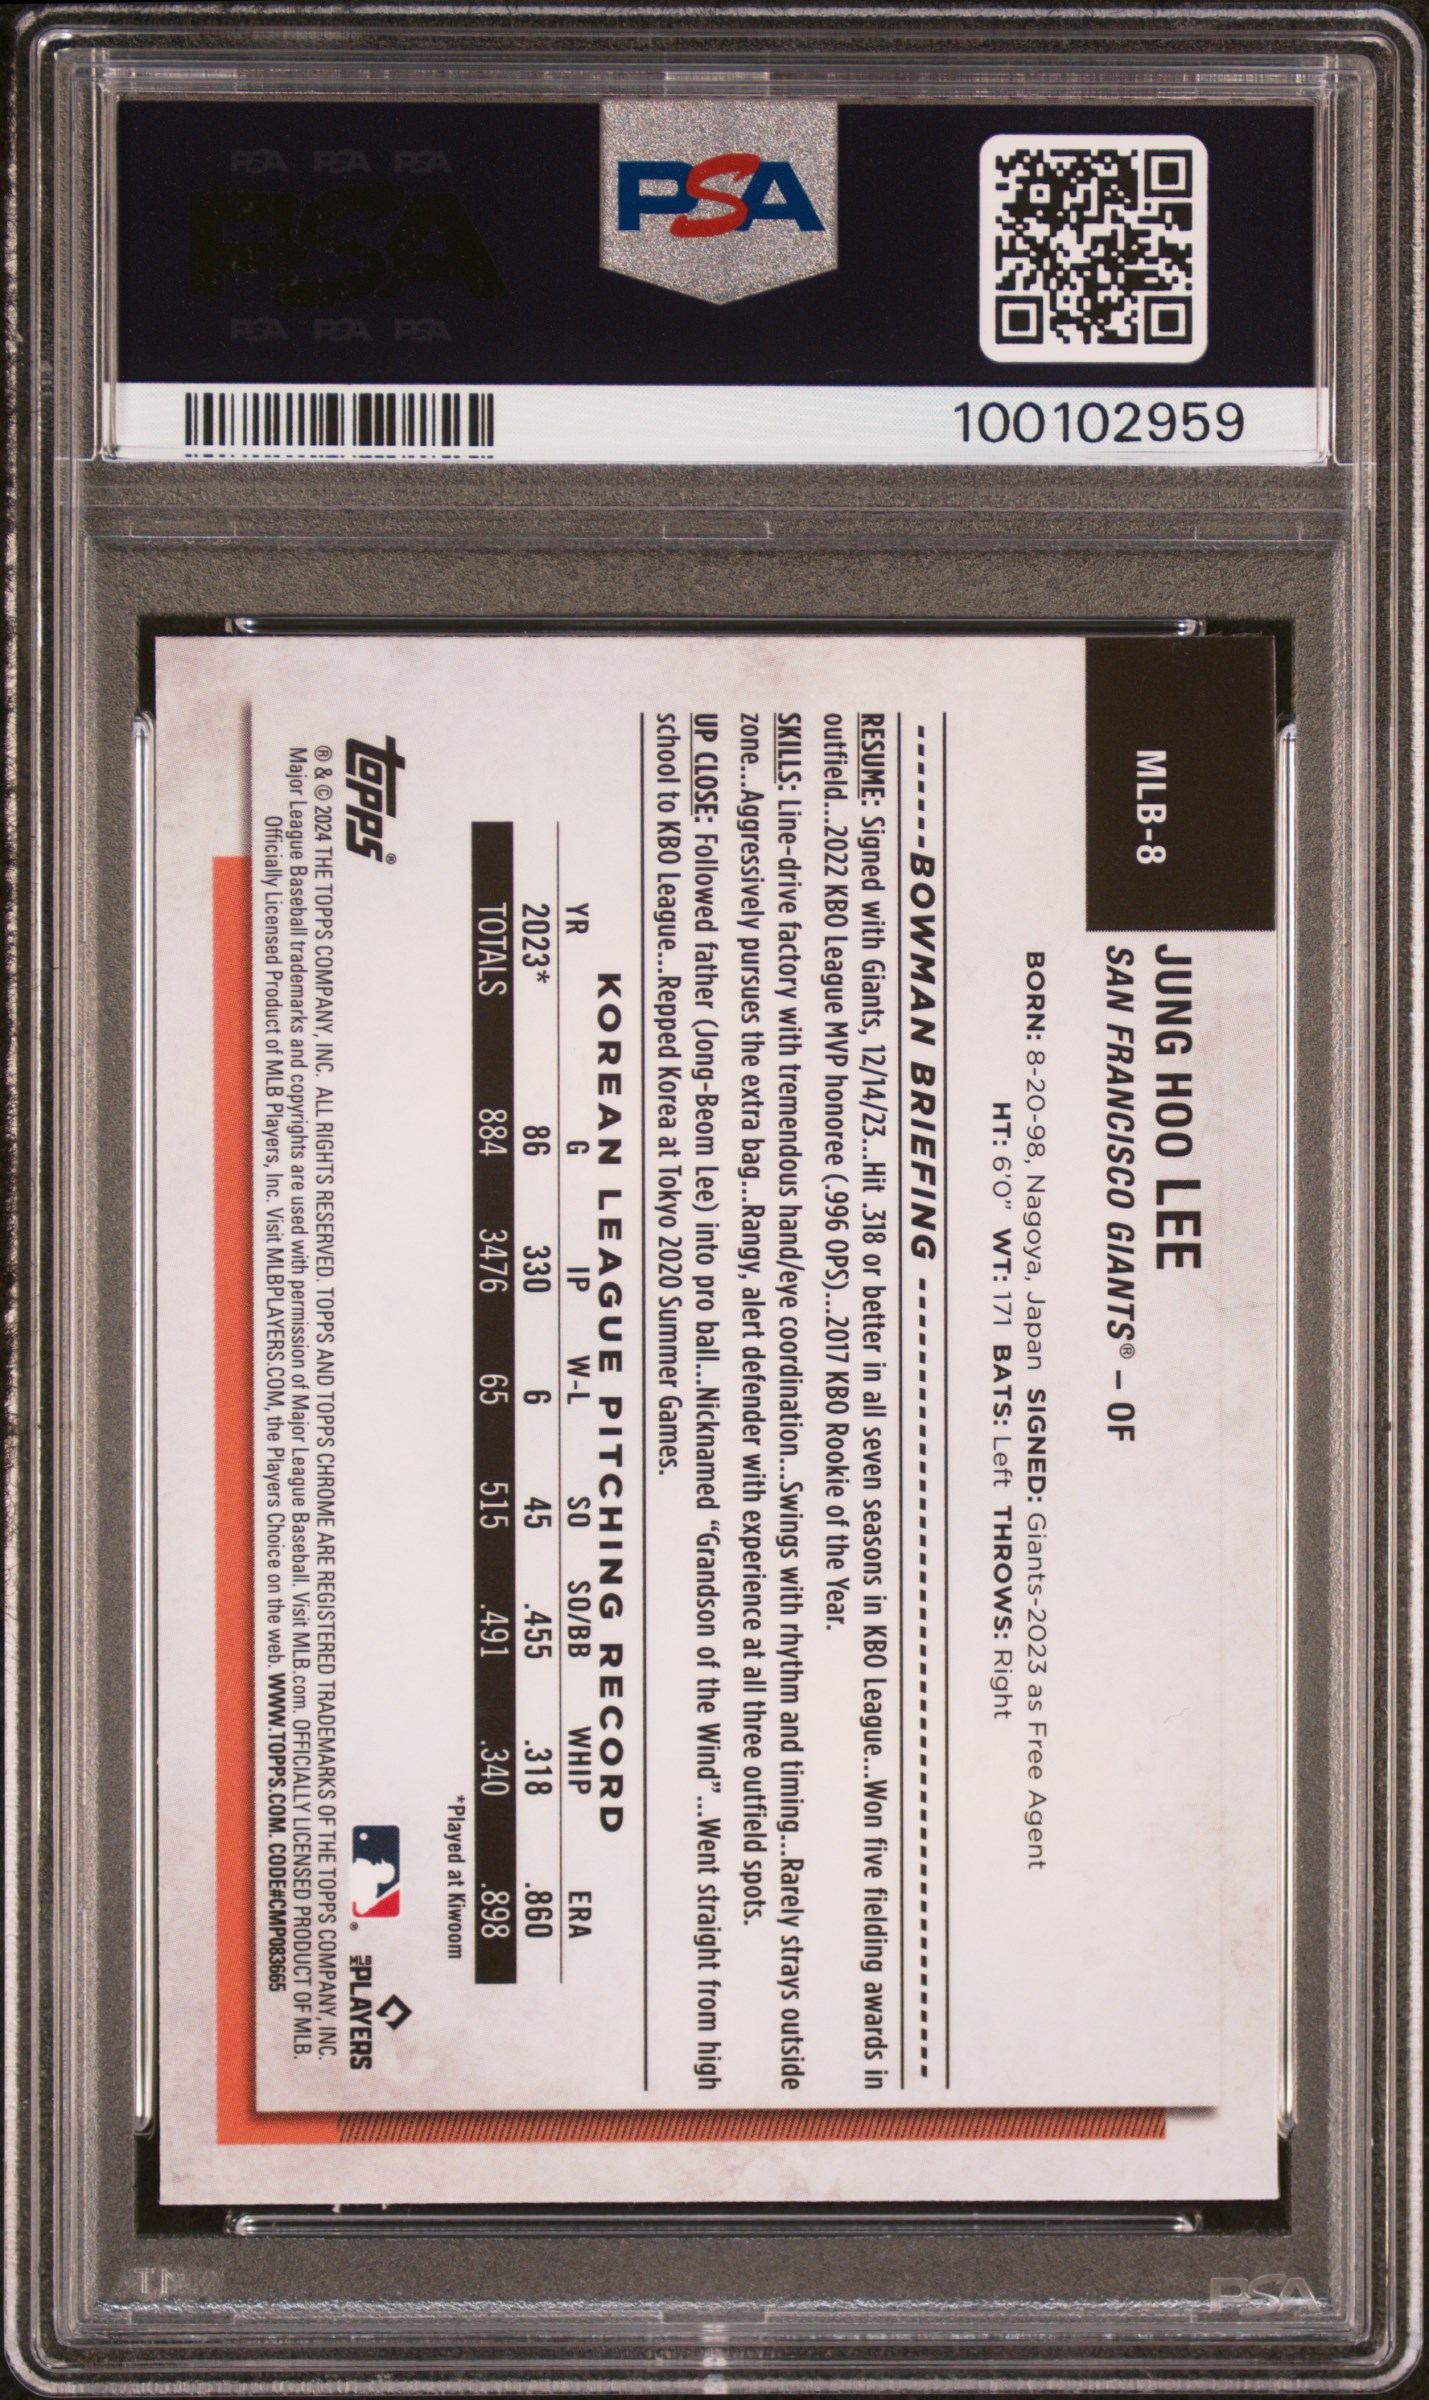 PSA PSA PSA
PSA
PSA PSA PSA
PSA
100102959
MLB-8
JUNG HOO LEE
SAN FRANCISCO GIANTS® – OF
BORN: 8-20-98, Nagoya, Japan SIGNED: Giants-2023 as Free Agent
HT: 6'0" WT: 171 BATS: Left THROWS: Right
BOWMAN BRIEFING
RESUME: Signed with Giants, 12/14/23...Hit .318 or better in all seven seasons in KBO League...Won five fielding awards in
outfield...2022 KBO League MVP honoree (.996 OPS)...2017 KBO Rookie of the Year.
SKILLS: Line-drive factory with tremendous hand/eye coordination...Swings with rhythm and timing...Rarely strays outside
zone...Aggressively pursues the extra bag...Rangy, alert defender with experience at all three outfield spots.
UP CLOSE: Followed father (Jong-Beom Lee) into pro ball...Nicknamed “Grandson of the Wind”...Went straight from high
school to KBO League...Repped Korea at Tokyo 2020 Summer Games.
KOREAN LEAGUE PITCHING RECORD
YR G IP W-L SO SO/BB WHIP ERA
2023* 86 330 6 45 .455 .318 .860
TOTALS 884 3476 65 515 .491 .340 .898
*Played at Kiwoom
topps®
MLB PLAYERS
® & © 2024 THE TOPPS COMPANY, INC. ALL RIGHTS RESERVED. TOPPS AND TOPPS CHROME ARE REGISTERED TRADEMARKS OF THE TOPPS COMPANY, INC.
Major League Baseball trademarks and copyrights are used with permission of Major League Baseball. Visit MLB.com. OFFICIALLY LICENSED PRODUCT OF MLB.
Officially Licensed Product of MLB Players, Inc. Visit MLBPLAYERS.COM, the Players Choice on the web. WWW.TOPPS.COM. CODE#CMP083665
PSA